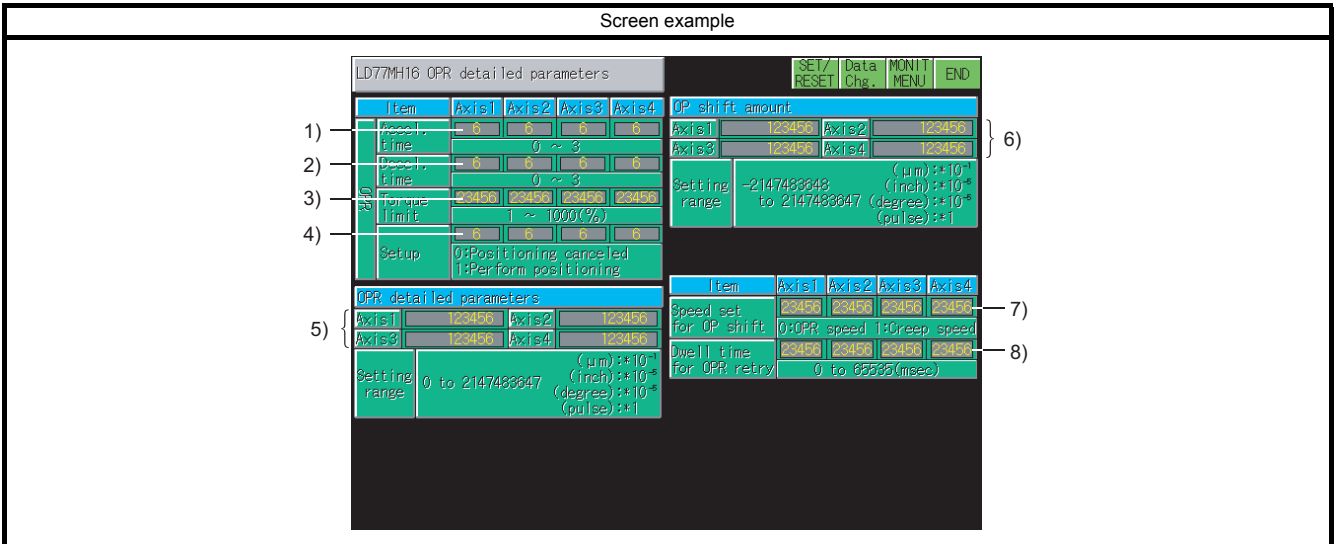 Screen example
LD77MH16 OPR detailed parameters
SET/
RESET
Data
Chg.
MONIT
MENU
END
Item Axis1 Axis2 Axis3 Axis4
OPR
1)
Accel.
time
6 6 6 6
0 ~ 3
2)
Decel.
time
6 6 6 6
0 ~ 3
3)
Torque
limit
23456 23456 23456 23456
1 ~ 1000(%)
4)
Setup
6 6 6 6
0:Positioning canceled
1:Perform positioning
OPR detailed parameters
5)
Axis1 123456 Axis2 123456
Axis3 123456 Axis4 123456
Setting
range
0 to 2147483647
(μm):*10⁻¹
(inch):*10⁻⁵
(degree):*10⁻⁵
(pulse):*1
OP shift amount
Axis1 123456 Axis2 123456
Axis3 123456 Axis4 123456
6)
Setting
range
-2147483648
to 2147483647
(μm):*10⁻¹
(inch):*10⁻⁵
(degree):*10⁻⁵
(pulse):*1
Item Axis1 Axis2 Axis3 Axis4
Speed set
for OP shift
23456 23456 23456 23456
7)
0:OPR speed 1:Creep speed
Dwell time
for OPR retry
23456 23456 23456 23456
8)
0 to 65535(msec)